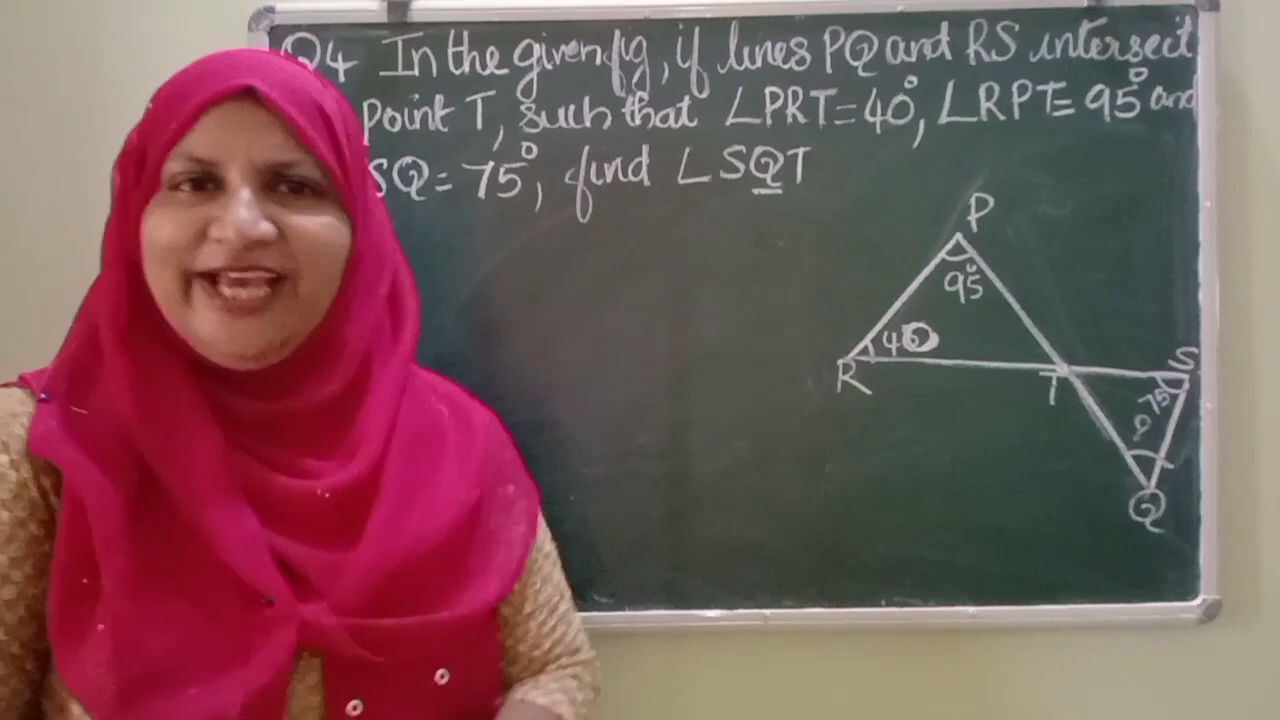 Q4 In the given fig, if lines PQ and RS intersect
point T, such that ∠PRT=40°, ∠RPT=95° and
SQ=75°, find ∠SQT
P
95°
40
R
T
S
75°
Q